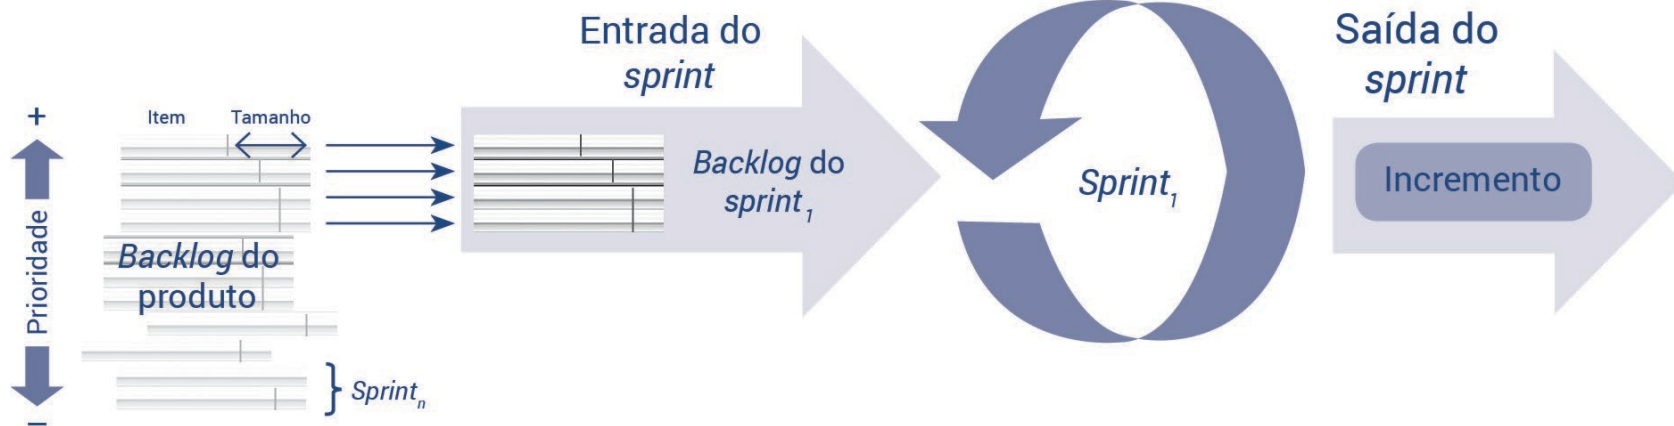 +
Prioridade
–
Item
Tamanho
Backlog do
produto
Sprintn
Entrada do
sprint
Backlog do
sprint1
Sprint1
Saída do
sprint
Incremento